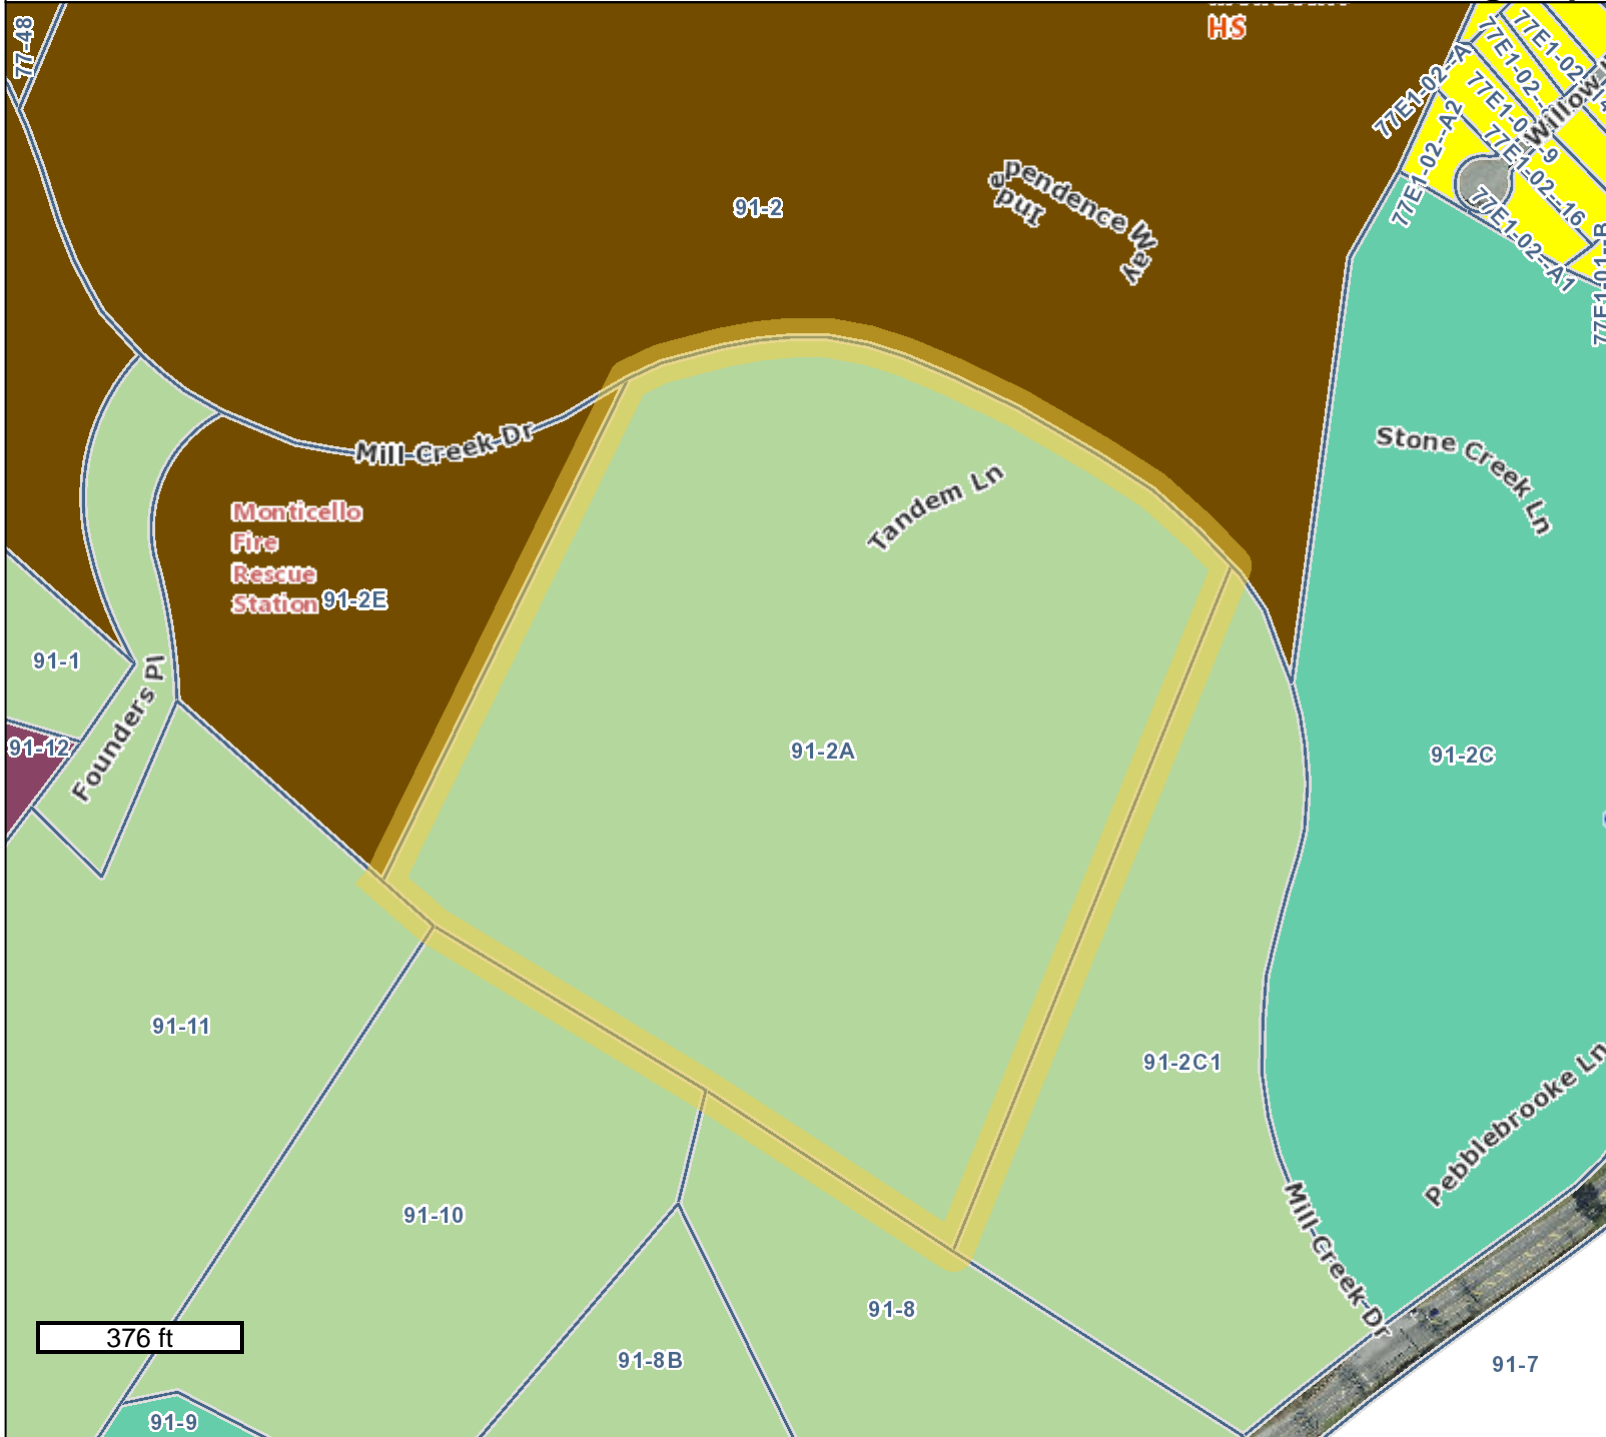 HS
77-48
77E1-02--A
77E1-02--A2
77E1-02--9
77E1-02--16
77E1-02--A1
Willow
91-2
Independence Way
Mill Creek Dr
Stone Creek Ln
Tandem Ln
Monticello
Fire
Rescue
Station
91-2E
91-1
Founders Pl
91-12
91-2A
91-2C
91-11
91-2C1
Pebblebrooke Ln
91-10
Mill Creek Dr
91-8
376 ft
91-8B
91-7
91-9